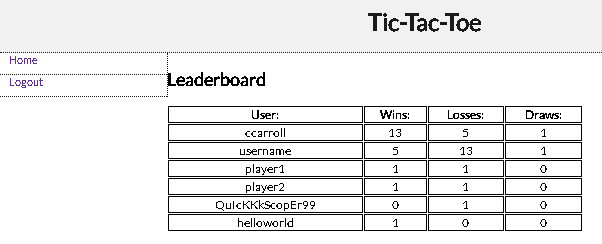 Tic-Tac-Toe
Home
Logout
Leaderboard
User: Wins: Losses: Draws:
ccarroll 13 5 1
username 5 13 1
player1 1 1 0
player2 1 1 0
QuIcKKkScopEr99 0 1 0
helloworld 1 0 0